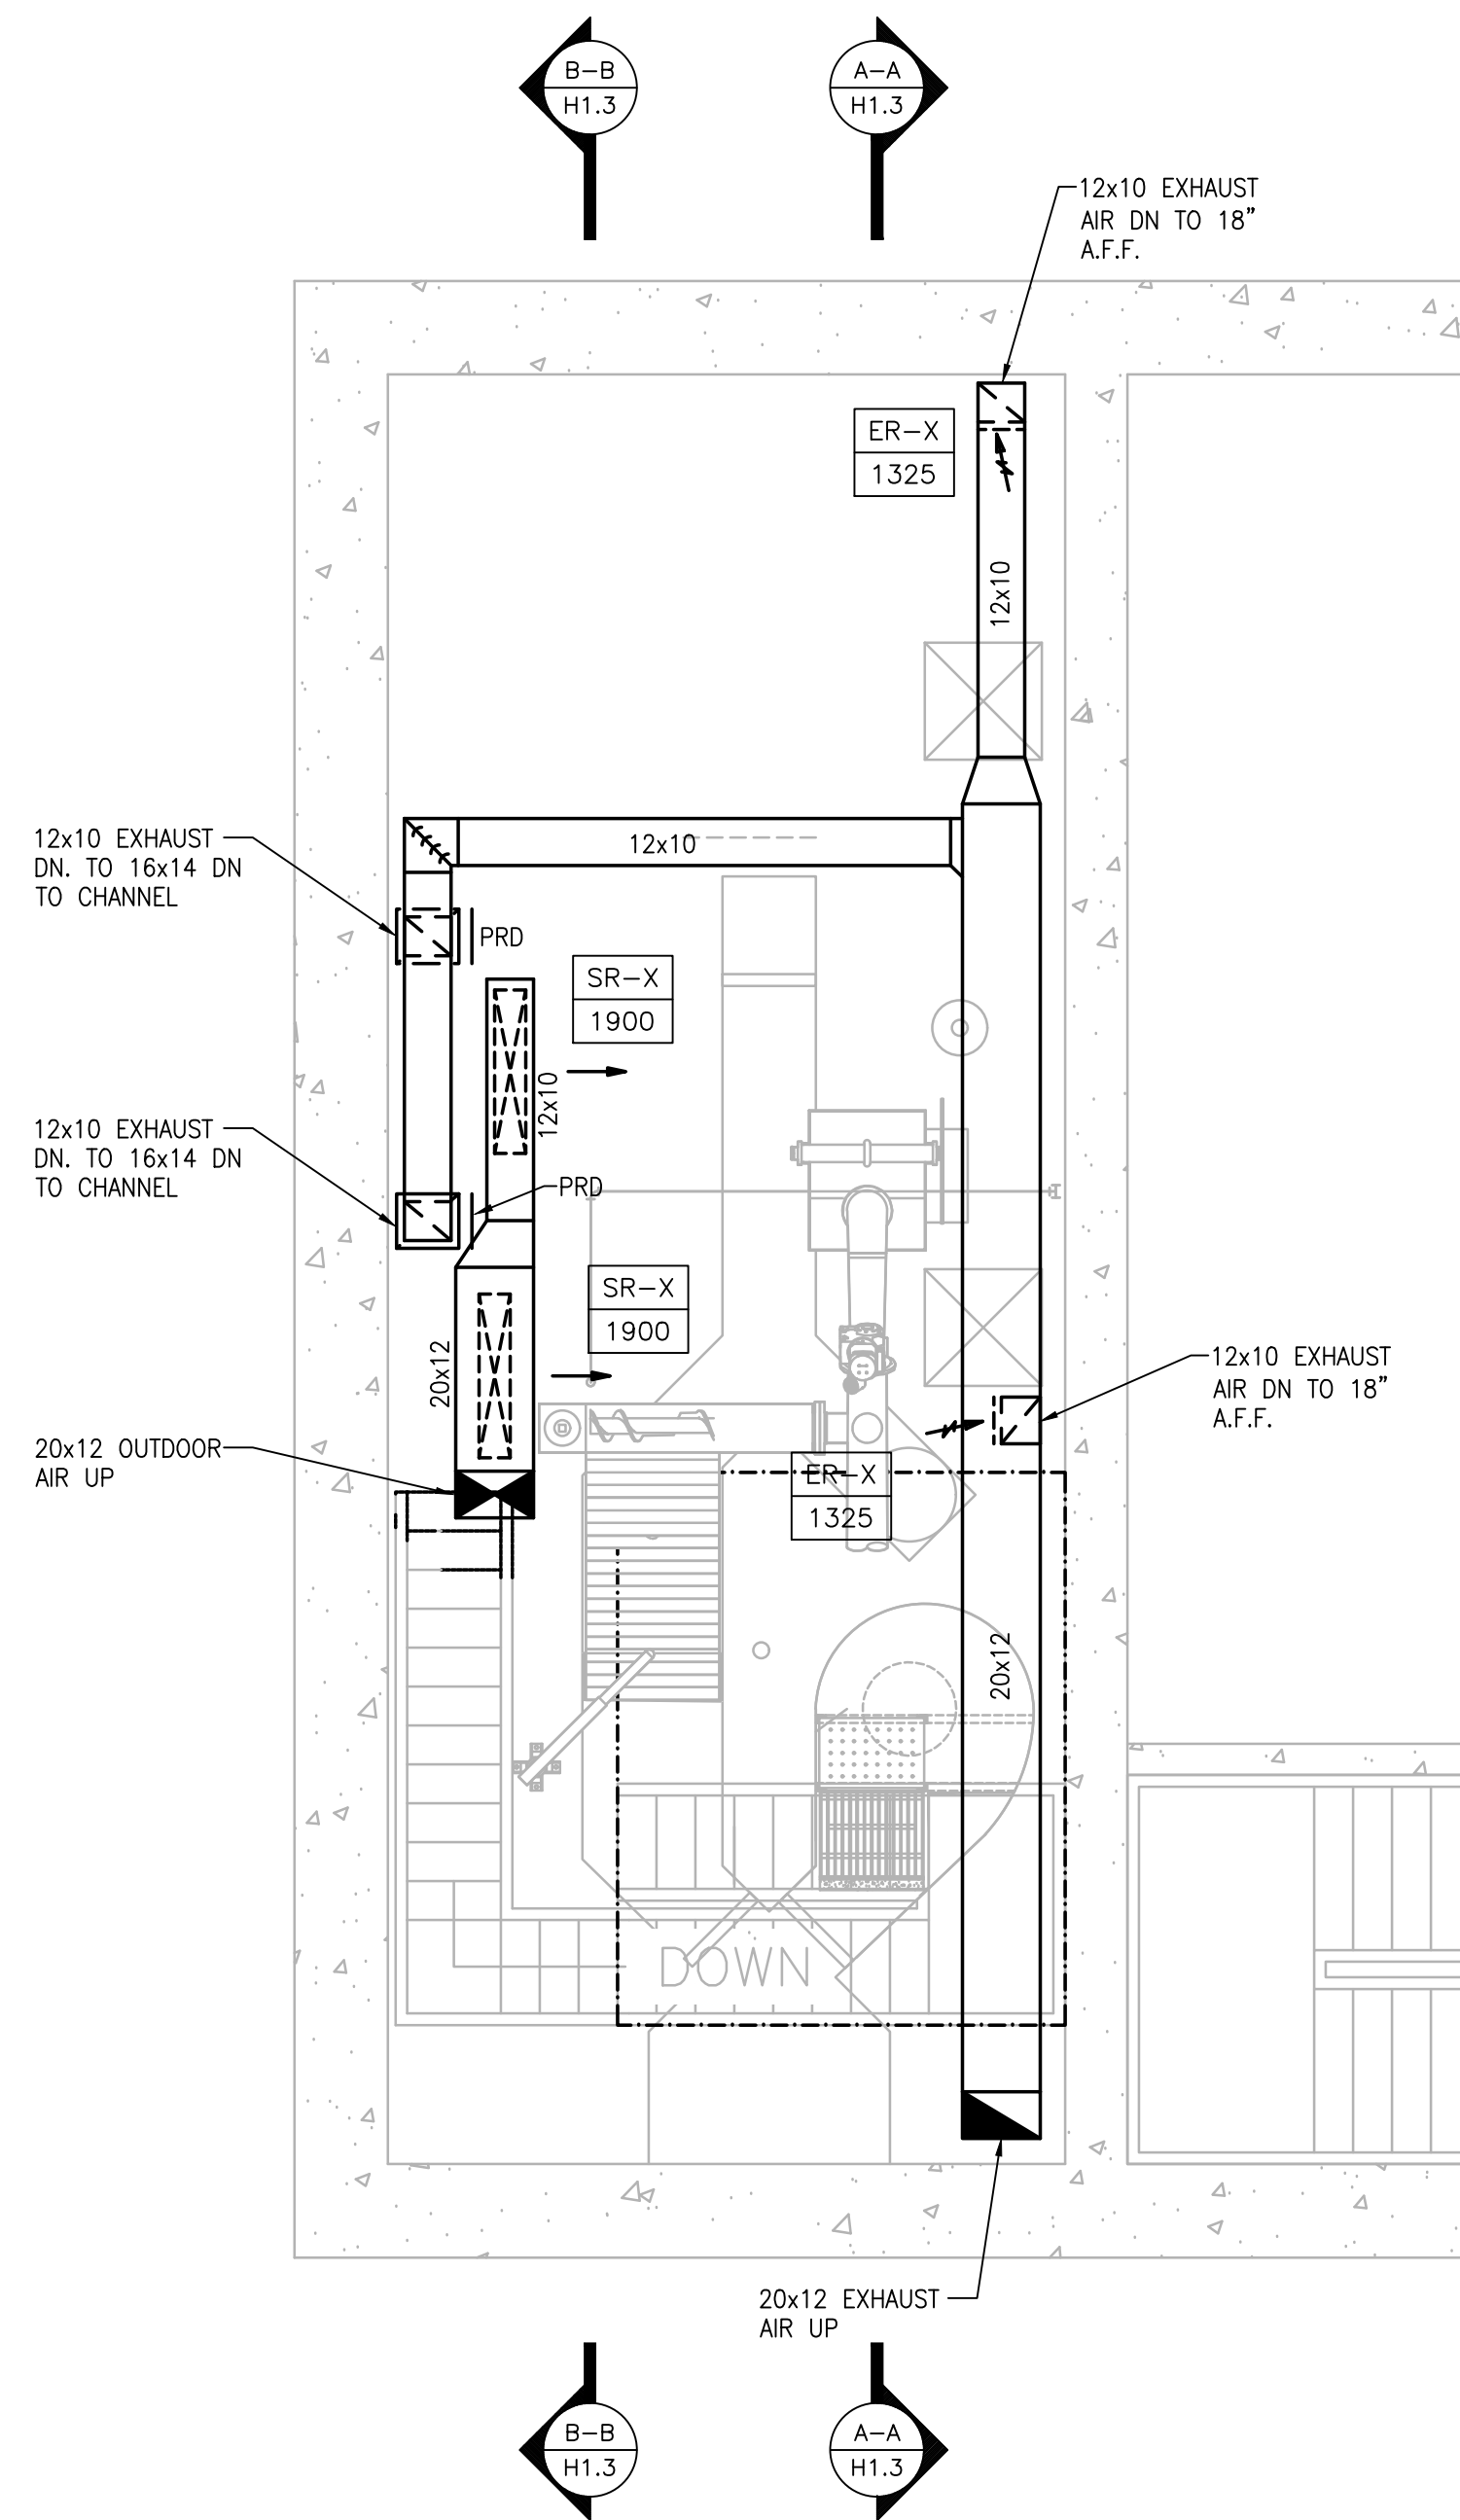 B-B
H1.3
A-A
H1.3
12x10 EXHAUST
AIR DN TO 18"
A.F.F.
ER-X
1325
12x10
12x10 EXHAUST
DN. TO 16x14 DN
TO CHANNEL
12x10
PRD
SR-X
1900
12x10
12x10 EXHAUST
DN. TO 16x14 DN
TO CHANNEL
PRD
SR-X
1900
20x12
12x10 EXHAUST
AIR DN TO 18"
A.F.F.
20x12 OUTDOOR
AIR UP
ER-X
1325
20x12
DOWN
20x12 EXHAUST
AIR UP
B-B
H1.3
A-A
H1.3